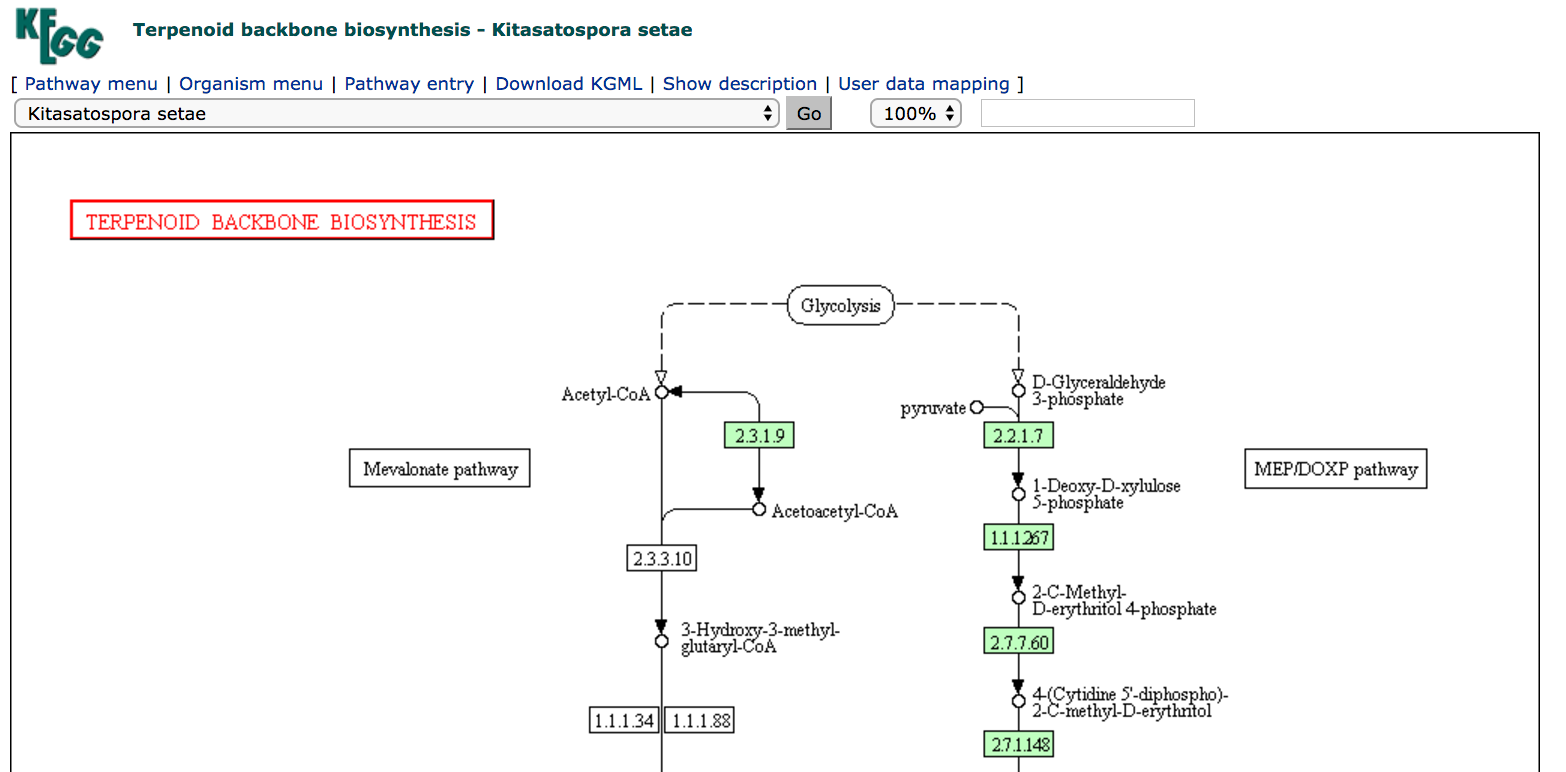 KEGG
Terpenoid backbone biosynthesis - Kitasatospora setae
[ Pathway menu | Organism menu | Pathway entry | Download KGML | Show description | User data mapping ]
Kitasatospora setae
Go
100%
TERPENOID BACKBONE BIOSYNTHESIS
Glycolysis
Acetyl-CoA
D-Glyceraldehyde
3-phosphate
pyruvate
2.3.1.9
2.2.1.7
Mevalonate pathway
MEP/DOXP pathway
1-Deoxy-D-xylulose
5-phosphate
Acetoacetyl-CoA
1.1.1.267
2.3.3.10
2-C-Methyl-
D-erythritol 4-phosphate
3-Hydroxy-3-methyl-
glutaryl-CoA
2.7.7.60
4-(Cytidine 5'-diphospho)-
2-C-methyl-D-erythritol
1.1.1.34
1.1.1.88
2.7.1.148